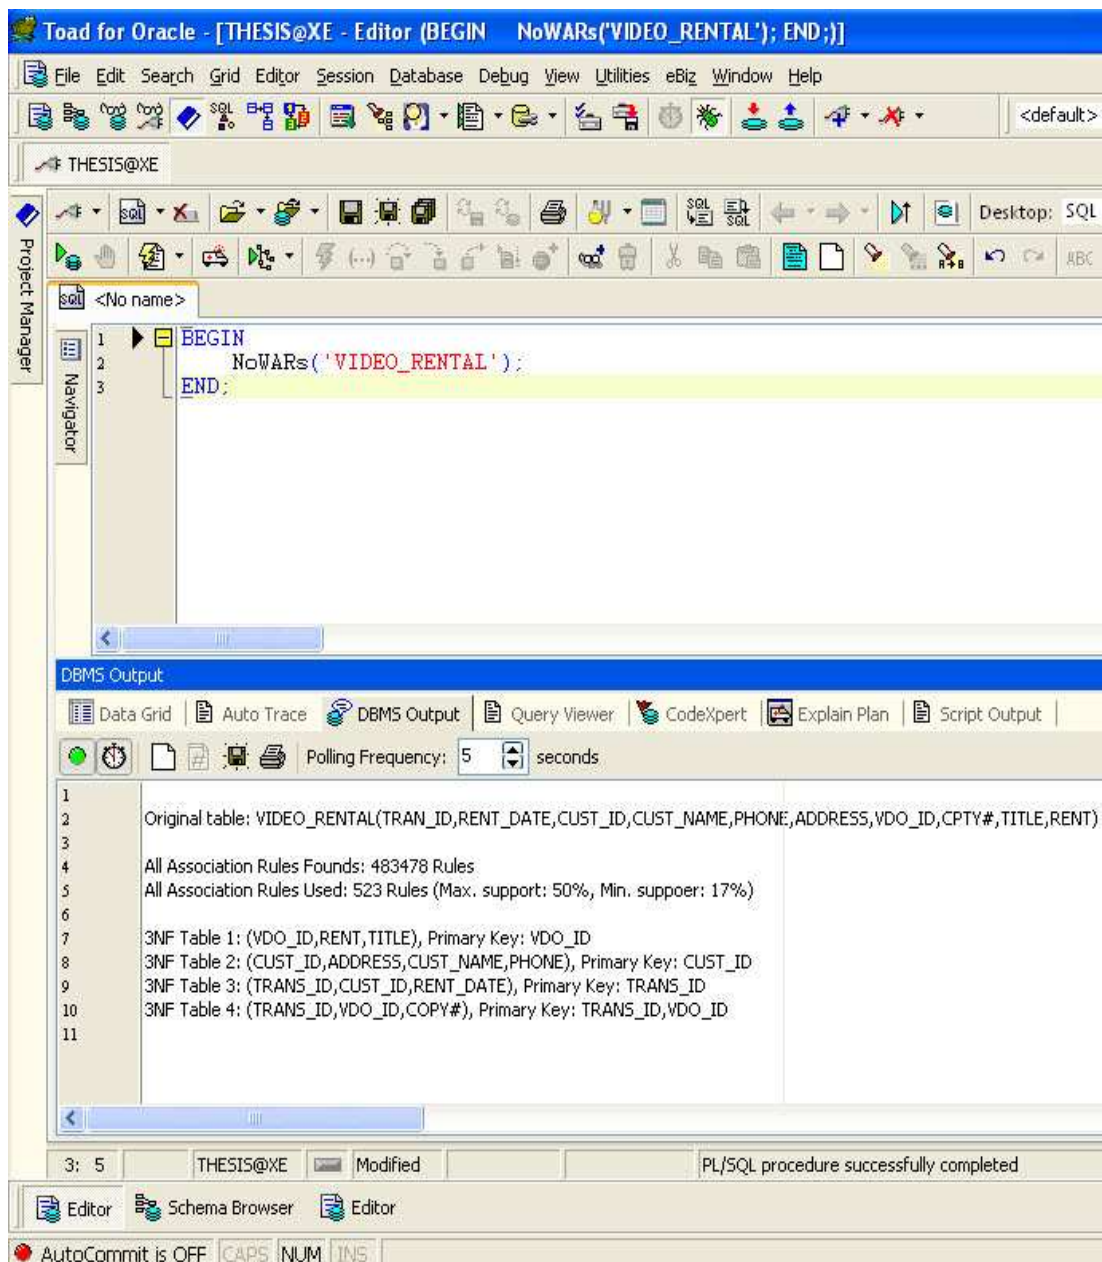 Toad for Oracle - [THESIS@XE - Editor (BEGIN NoWARs('VIDEO_RENTAL'); END;)]
File Edit Search Grid Editor Session Database Debug View Utilities eBiz Window Help
SQL <default>
THESIS@XE
SQL SQL SQL Desktop: SQL
ABC
Project Manager
SQL <No name>
Navigator
1 BEGIN
2 NoWARs('VIDEO_RENTAL');
3 END;
DBMS Output
Data Grid Auto Trace DBMS Output Query Viewer CodeXpert Explain Plan Script Output
# Polling Frequency: 5 seconds
1
2 Original table: VIDEO_RENTAL(TRAN_ID,RENT_DATE,CUST_ID,CUST_NAME,PHONE,ADDRESS,VDO_ID,CPTY#,TITLE,RENT)
3
4 All Association Rules Founds: 483478 Rules
5 All Association Rules Used: 523 Rules (Max. support: 50%, Min. suppoer: 17%)
6
7 3NF Table 1: (VDO_ID,RENT,TITLE), Primary Key: VDO_ID
8 3NF Table 2: (CUST_ID,ADDRESS,CUST_NAME,PHONE), Primary Key: CUST_ID
9 3NF Table 3: (TRANS_ID,CUST_ID,RENT_DATE), Primary Key: TRANS_ID
10 3NF Table 4: (TRANS_ID,VDO_ID,COPY#), Primary Key: TRANS_ID,VDO_ID
11
3: 5 THESIS@XE Modified PL/SQL procedure successfully completed
Editor Schema Browser Editor
AutoCommit is OFF CAPS NUM INS